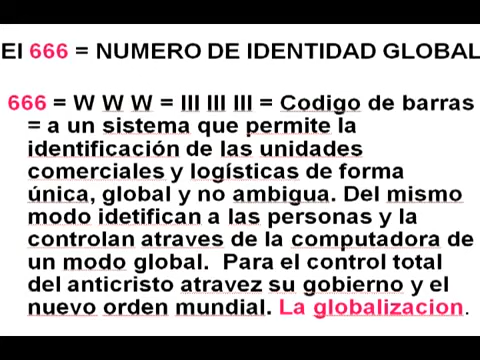 El 666 = NUMERO DE IDENTIDAD GLOBAL
666 = W W W = III III III = Codigo de barras
= a un sistema que permite la
identificación de las unidades
comerciales y logísticas de forma
única, global y no ambigua. Del mismo
modo idetifican a las personas y la
controlan atraves de la computadora de
un modo global. Para el control total
del anticristo atravez su gobierno y el
nuevo orden mundial. La globalizacion.